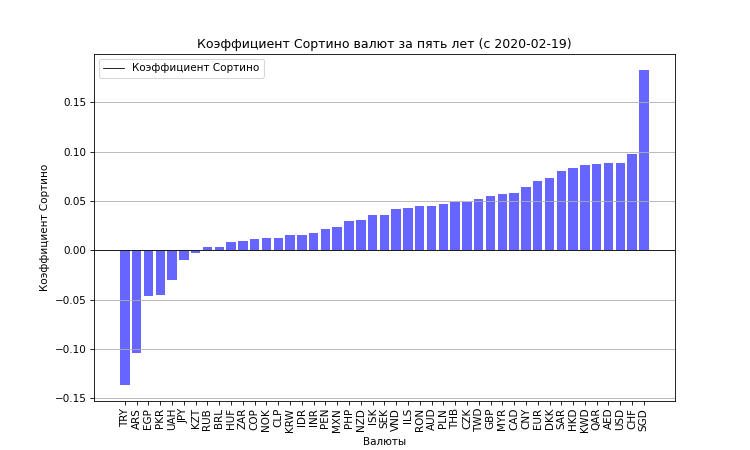 Коэффициент Сортино валют за пять лет (с 2020-02-19)
Коэффициент Сортино
0.15
0.10
0.05
0.00
−0.05
−0.10
−0.15
Коэффициент Сортино
TRY
ARS
EGP
PKR
UAH
JPY
KZT
RUB
BRL
HUF
ZAR
COP
NOK
CLP
KRW
IDR
INR
PEN
MXN
PHP
NZD
ISK
SEK
VND
ILS
RON
AUD
PLN
THB
CZK
TWD
GBP
MYR
CAD
CNY
EUR
DKK
SAR
HKD
KWD
QAR
AED
USD
CHF
SGD
Валюты